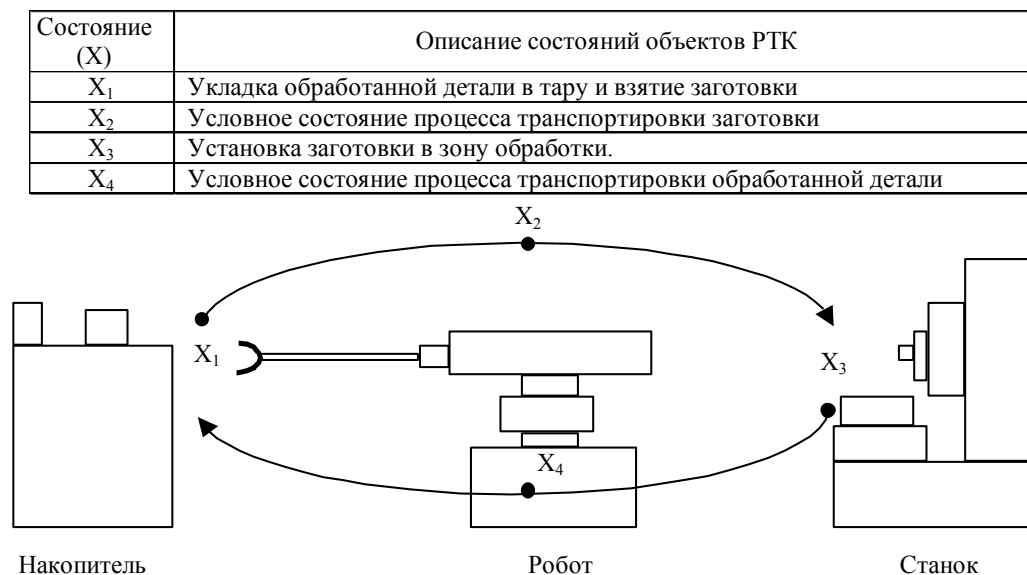 Состояние
(X)
Описание состояний объектов РТК
X₁ Укладка обработанной детали в тару и взятие заготовки
X₂ Условное состояние процесса транспортировки заготовки
X₃ Установка заготовки в зону обработки.
X₄ Условное состояние процесса транспортировки обработанной детали
X₂
X₁
X₃
X₄
Накопитель Робот Станок